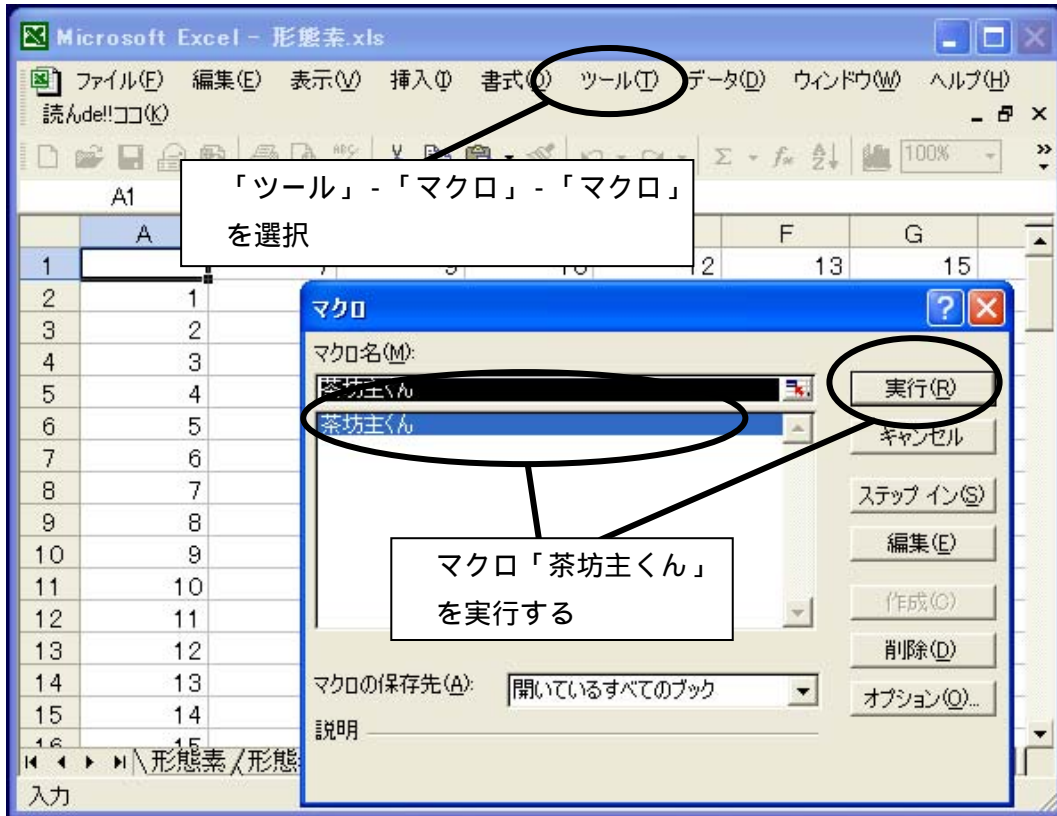 Microsoft Excel - 形態素.xls
ファイル(F) 編集(E) 表示(V) 挿入(I) 書式(O) ツール(T) データ(D) ウィンドウ(W) ヘルプ(H)
読んde!!ココ(K)
100%
A1
「ツール」-「マクロ」-「マクロ」
を選択
A F G
1 7 9 10 12 13 15
2 1
3 2
4 3
5 4
6 5
7 6
8 7
9 8
10 9
11 10
12 11
13 12
14 13
15 14
16 15
マクロ
マクロ名(M):
茶坊主くん
茶坊主くん
実行(R)
キャンセル
ステップ イン(S)
編集(E)
作成(C)
削除(D)
オプション(O)...
マクロ「茶坊主くん」
を実行する
マクロの保存先(A): 開いているすべてのブック
説明
形態素 形態
入力